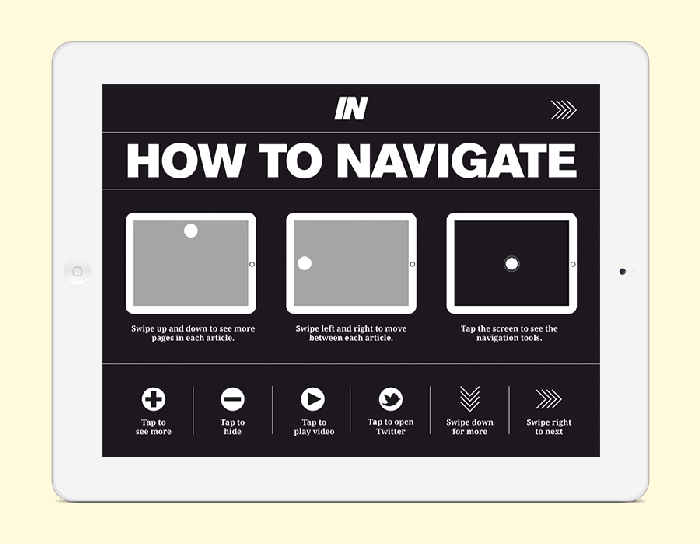 IN
HOW TO NAVIGATE
Swipe up and down to see more
pages in each article.
Swipe left and right to move
between each article.
Tap the screen to see the
navigation tools.
Tap to
see more
Tap to
hide
Tap to
play video
Tap to open
Twitter
Swipe down
for more
Swipe right
to next